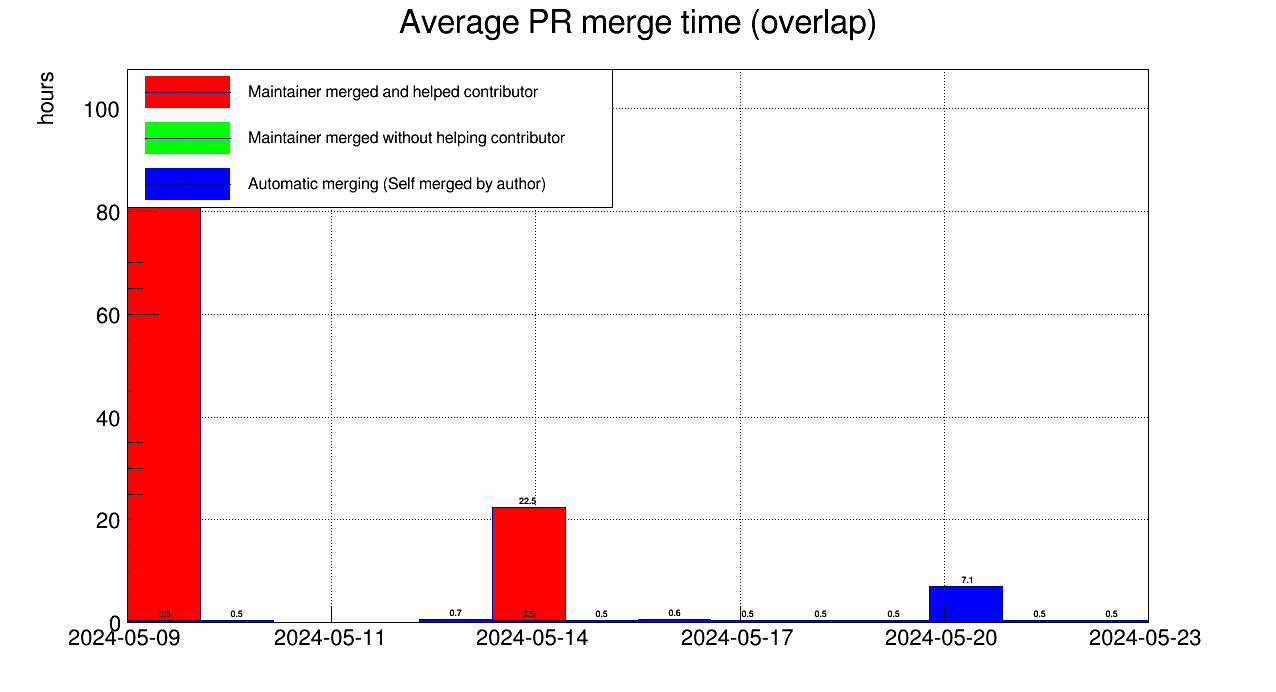 Average PR merge time (overlap)
hours
Maintainer merged and helped contributor
Maintainer merged without helping contributor
Automatic merging (Self merged by author)
100
80
60
40
20
0
22.5
7.1
0.5 0.5 0.7 0.5 0.5 0.6 0.5 0.5 0.5 0.5 0.5
2024-05-09 2024-05-11 2024-05-14 2024-05-17 2024-05-20 2024-05-23